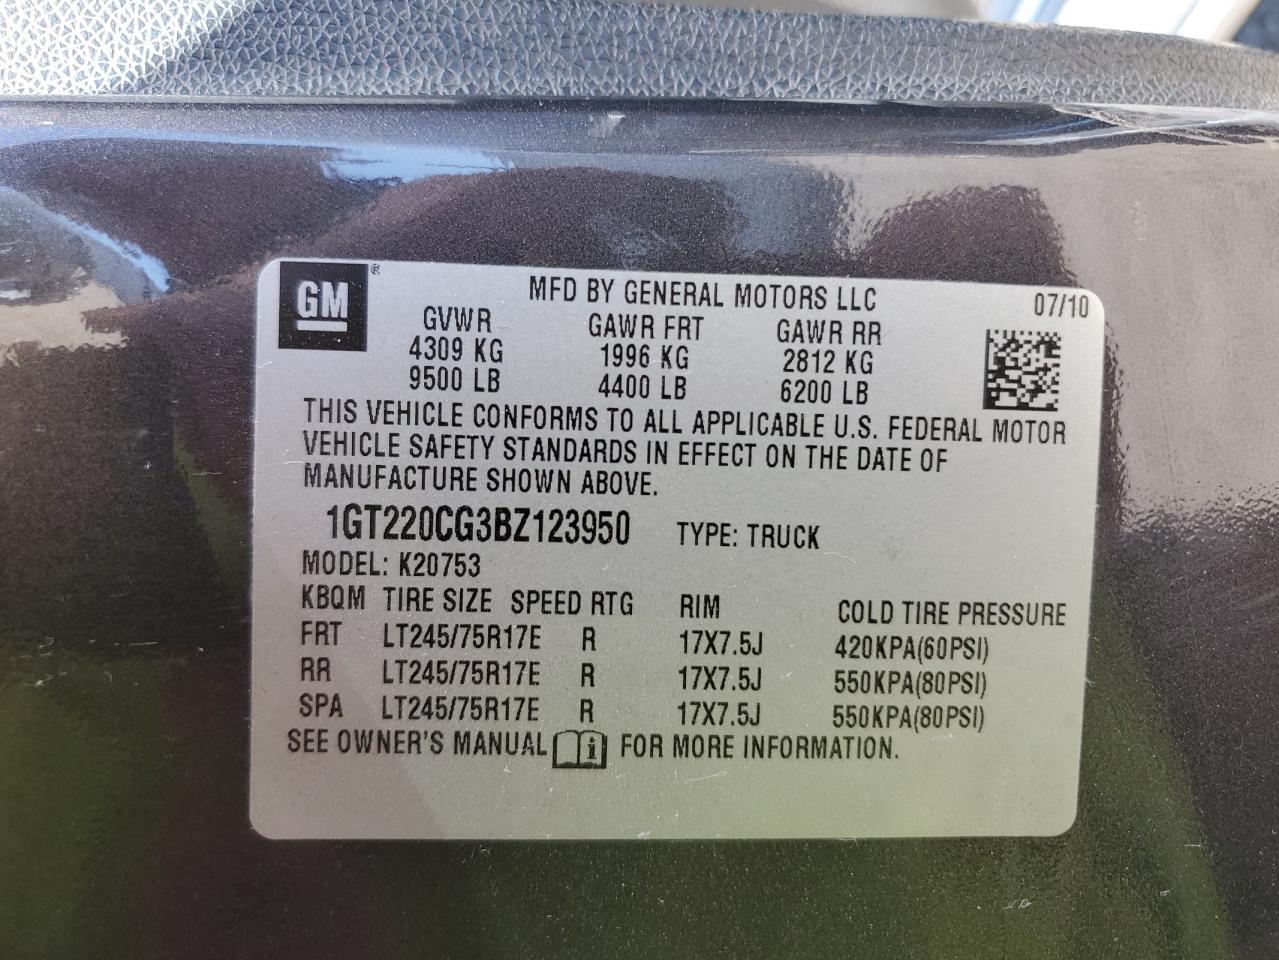 GM ® MFD BY GENERAL MOTORS LLC 07/10
GVWR GAWR FRT GAWR RR
4309 KG 1996 KG 2812 KG
9500 LB 4400 LB 6200 LB
THIS VEHICLE CONFORMS TO ALL APPLICABLE U.S. FEDERAL MOTOR
VEHICLE SAFETY STANDARDS IN EFFECT ON THE DATE OF
MANUFACTURE SHOWN ABOVE.
1GT220CG3BZ123950 TYPE: TRUCK
MODEL: K20753
KBQM TIRE SIZE SPEED RTG RIM COLD TIRE PRESSURE
FRT LT245/75R17E R 17X7.5J 420KPA(60PSI)
RR LT245/75R17E R 17X7.5J 550KPA(80PSI)
SPA LT245/75R17E R 17X7.5J 550KPA(80PSI)
SEE OWNER'S MANUAL i FOR MORE INFORMATION.